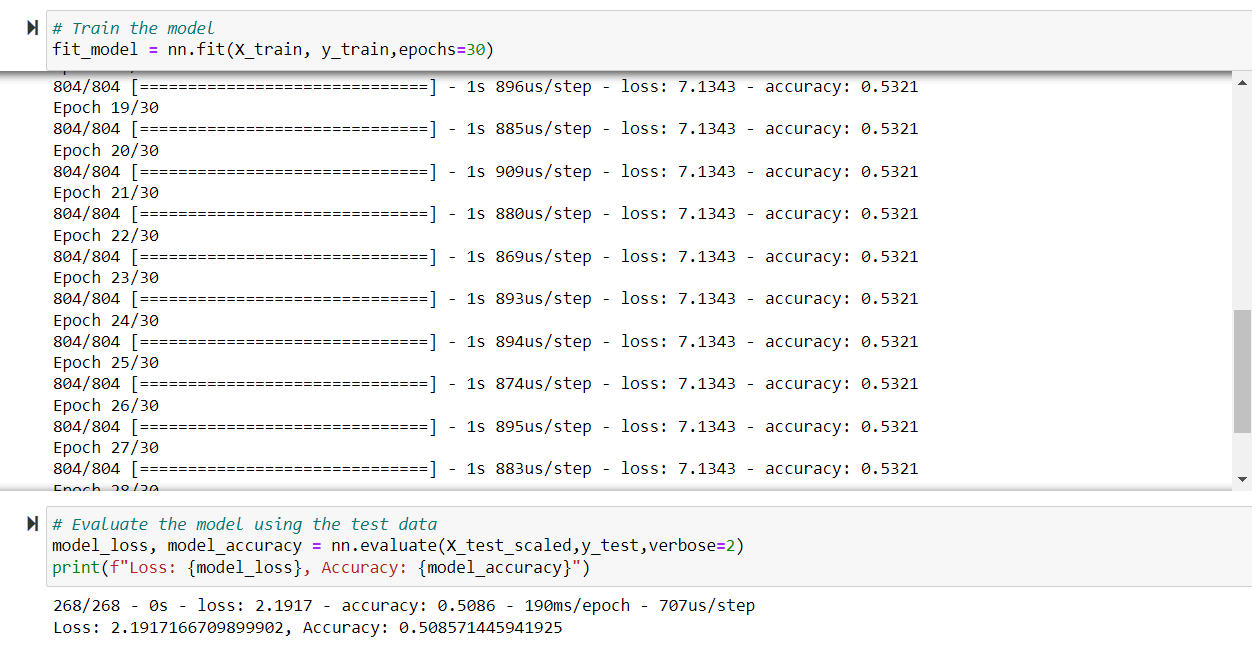 # Train the model
fit_model = nn.fit(X_train, y_train,epochs=30)
804/804 [==============================] - 1s 896us/step - loss: 7.1343 - accuracy: 0.5321
Epoch 19/30
804/804 [==============================] - 1s 885us/step - loss: 7.1343 - accuracy: 0.5321
Epoch 20/30
804/804 [==============================] - 1s 909us/step - loss: 7.1343 - accuracy: 0.5321
Epoch 21/30
804/804 [==============================] - 1s 880us/step - loss: 7.1343 - accuracy: 0.5321
Epoch 22/30
804/804 [==============================] - 1s 869us/step - loss: 7.1343 - accuracy: 0.5321
Epoch 23/30
804/804 [==============================] - 1s 893us/step - loss: 7.1343 - accuracy: 0.5321
Epoch 24/30
804/804 [==============================] - 1s 894us/step - loss: 7.1343 - accuracy: 0.5321
Epoch 25/30
804/804 [==============================] - 1s 874us/step - loss: 7.1343 - accuracy: 0.5321
Epoch 26/30
804/804 [==============================] - 1s 895us/step - loss: 7.1343 - accuracy: 0.5321
Epoch 27/30
804/804 [==============================] - 1s 883us/step - loss: 7.1343 - accuracy: 0.5321
Epoch 28/30
# Evaluate the model using the test data
model_loss, model_accuracy = nn.evaluate(X_test_scaled,y_test,verbose=2)
print(f"Loss: {model_loss}, Accuracy: {model_accuracy}")
268/268 - 0s - loss: 2.1917 - accuracy: 0.5086 - 190ms/epoch - 707us/step
Loss: 2.1917166709899902, Accuracy: 0.508571445941925